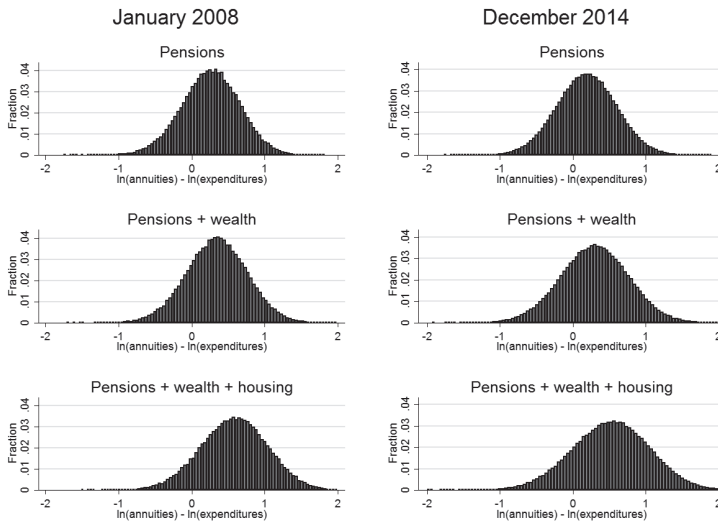 January 2008
December 2014
Pensions
Fraction
0 .01 .02 .03 .04
-2 -1 0 1 2
ln(annuities) - ln(expenditures)
Pensions
Fraction
0 .01 .02 .03 .04
-2 -1 0 1 2
ln(annuities) - ln(expenditures)
Pensions + wealth
Fraction
0 .01 .02 .03 .04
-2 -1 0 1 2
ln(annuities) - ln(expenditures)
Pensions + wealth
Fraction
0 .01 .02 .03 .04
-2 -1 0 1 2
ln(annuities) - ln(expenditures)
Pensions + wealth + housing
Fraction
0 .01 .02 .03 .04
-2 -1 0 1 2
ln(annuities) - ln(expenditures)
Pensions + wealth + housing
Fraction
0 .01 .02 .03 .04
-2 -1 0 1 2
ln(annuities) - ln(expenditures)